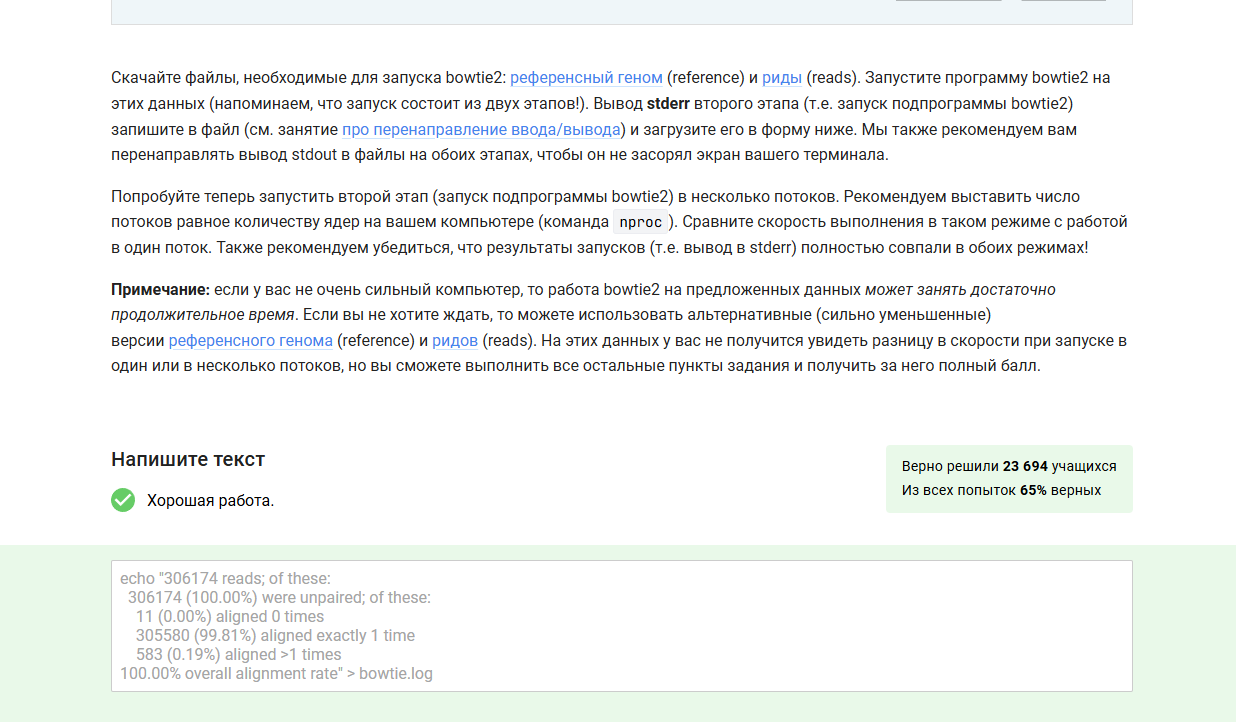 Скачайте файлы, необходимые для запуска bowtie2: референсный геном (reference) и риды (reads). Запустите программу bowtie2 на
этих данных (напоминаем, что запуск состоит из двух этапов!). Вывод stderr второго этапа (т.е. запуск подпрограммы bowtie2)
запишите в файл (см. занятие про перенаправление ввода/вывода) и загрузите его в форму ниже. Мы также рекомендуем вам
перенаправлять вывод stdout в файлы на обоих этапах, чтобы он не засорял экран вашего терминала.
Попробуйте теперь запустить второй этап (запуск подпрограммы bowtie2) в несколько потоков. Рекомендуем выставить число
потоков равное количеству ядер на вашем компьютере (команда nproc ). Сравните скорость выполнения в таком режиме с работой
в один поток. Также рекомендуем убедиться, что результаты запусков (т.е. вывод в stderr) полностью совпали в обоих режимах!
Примечание: если у вас не очень сильный компьютер, то работа bowtie2 на предложенных данных может занять достаточно
продолжительное время. Если вы не хотите ждать, то можете использовать альтернативные (сильно уменьшенные)
версии референсного генома (reference) и ридов (reads). На этих данных у вас не получится увидеть разницу в скорости при запуске в
один или в несколько потоков, но вы сможете выполнить все остальные пункты задания и получить за него полный балл.
Напишите текст
Верно решили 23 694 учащихся
Из всех попыток 65% верных
Хорошая работа.
echo "306174 reads; of these:
306174 (100.00%) were unpaired; of these:
11 (0.00%) aligned 0 times
305580 (99.81%) aligned exactly 1 time
583 (0.19%) aligned >1 times
100.00% overall alignment rate" > bowtie.log